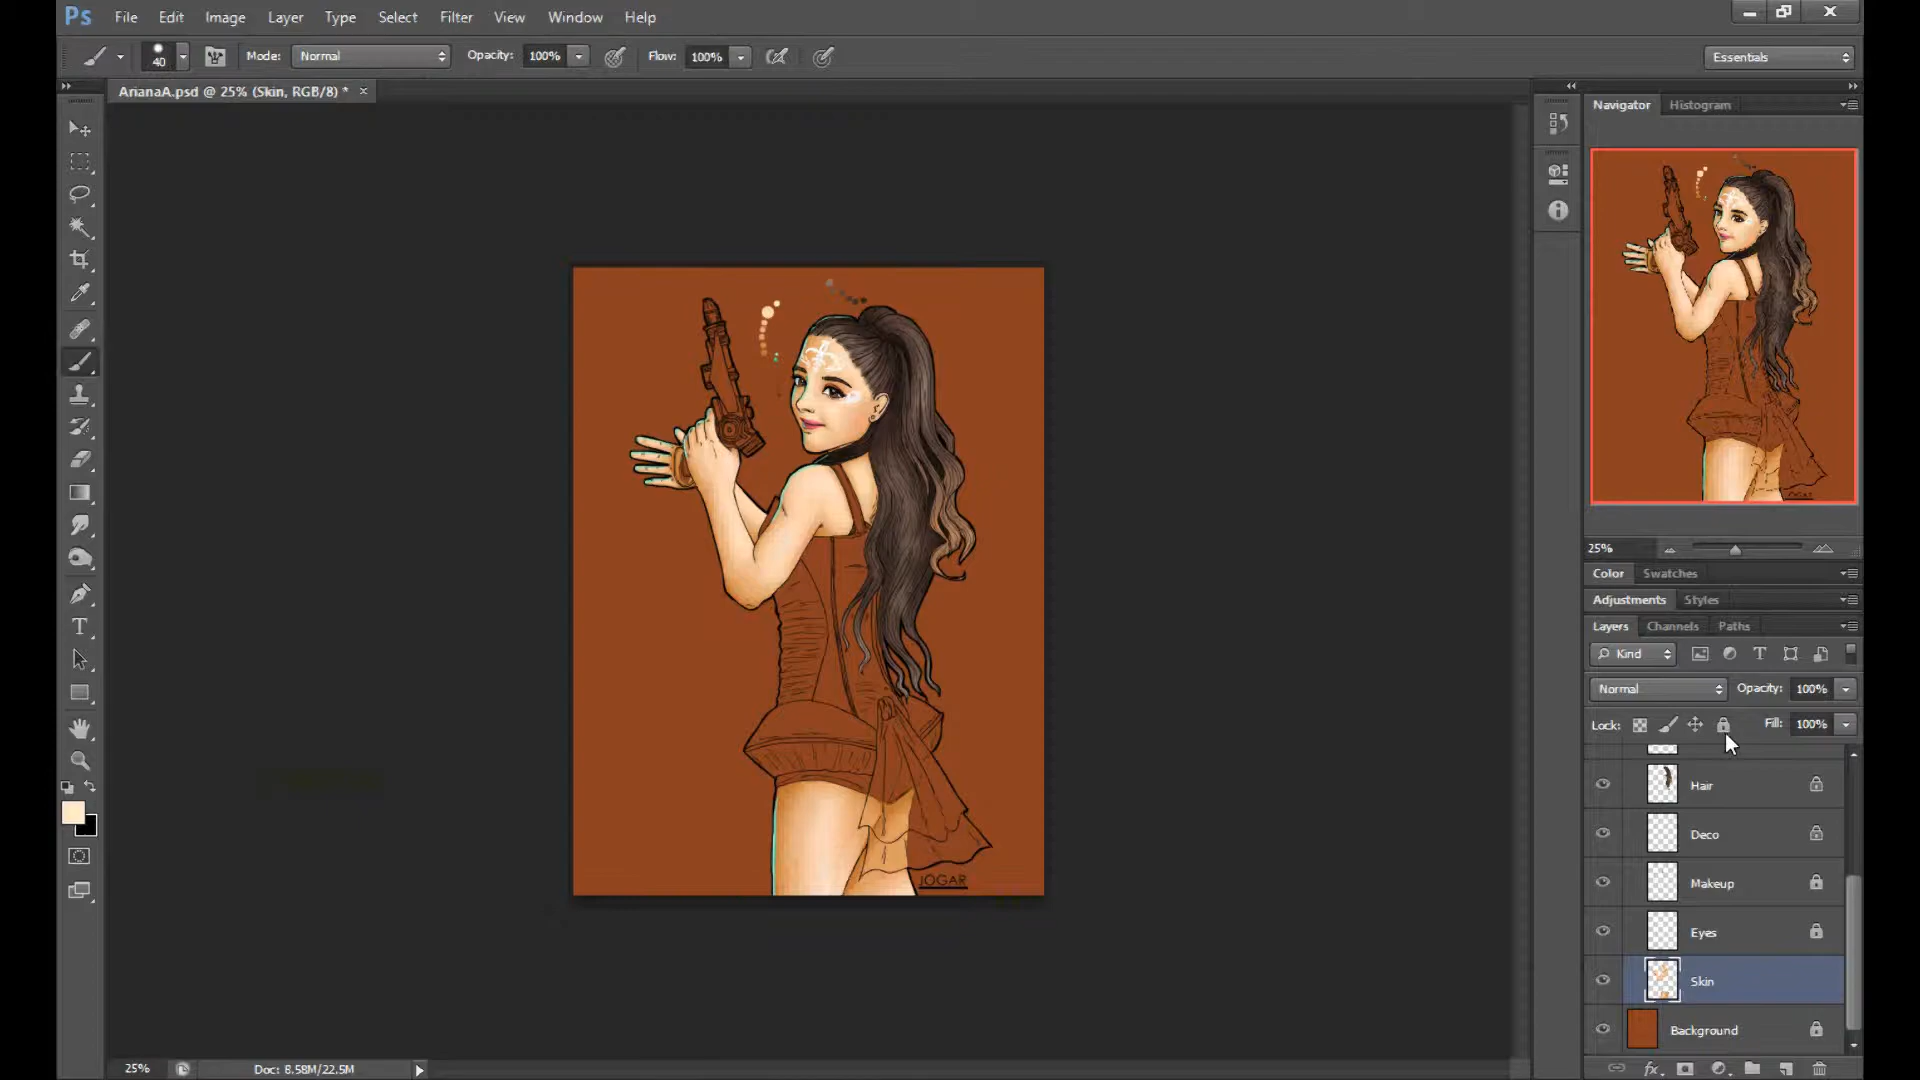 Ps File Edit Image Layer Type Select Filter View Window Help
40 Mode: Normal Opacity: 100% Flow: 100% Essentials
ArianaA.psd @ 25% (Skin, RGB/8) * ×
Navigator Histogram
25%
Color Swatches
Adjustments Styles
Layers Channels Paths
Kind
Normal Opacity: 100%
Lock: Fill: 100%
Hair
Deco
Makeup
Eyes
Skin
Background
JOGAR
25% Doc: 8.58M/22.5M